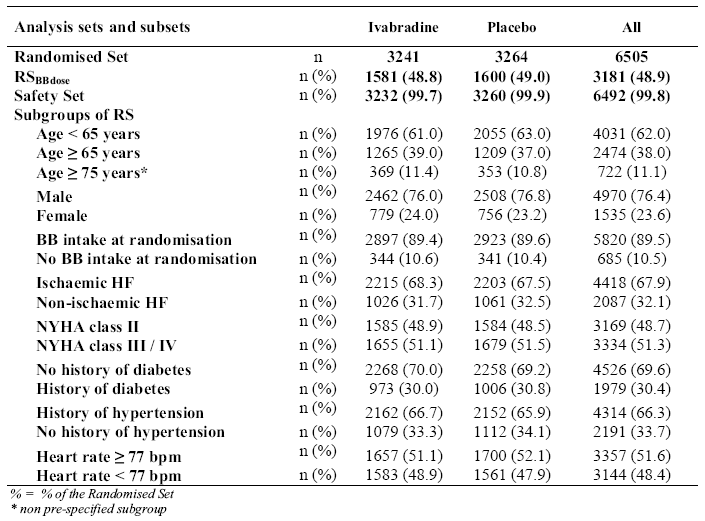 Analysis sets and subsets Ivabradine Placebo All
Randomised Set n 3241 3264 6505
RSBBdose n (%) 1581 (48.8) 1600 (49.0) 3181 (48.9)
Safety Set n (%) 3232 (99.7) 3260 (99.9) 6492 (99.8)
Subgroups of RS
Age < 65 years n (%) 1976 (61.0) 2055 (63.0) 4031 (62.0)
Age ≥ 65 years n (%) 1265 (39.0) 1209 (37.0) 2474 (38.0)
Age ≥ 75 years* n (%) 369 (11.4) 353 (10.8) 722 (11.1)
Male n (%) 2462 (76.0) 2508 (76.8) 4970 (76.4)
Female n (%) 779 (24.0) 756 (23.2) 1535 (23.6)
BB intake at randomisation n (%) 2897 (89.4) 2923 (89.6) 5820 (89.5)
No BB intake at randomisation n (%) 344 (10.6) 341 (10.4) 685 (10.5)
Ischaemic HF n (%) 2215 (68.3) 2203 (67.5) 4418 (67.9)
Non-ischaemic HF n (%) 1026 (31.7) 1061 (32.5) 2087 (32.1)
NYHA class II n (%) 1585 (48.9) 1584 (48.5) 3169 (48.7)
NYHA class III / IV n (%) 1655 (51.1) 1679 (51.5) 3334 (51.3)
No history of diabetes n (%) 2268 (70.0) 2258 (69.2) 4526 (69.6)
History of diabetes n (%) 973 (30.0) 1006 (30.8) 1979 (30.4)
History of hypertension n (%) 2162 (66.7) 2152 (65.9) 4314 (66.3)
No history of hypertension n (%) 1079 (33.3) 1112 (34.1) 2191 (33.7)
Heart rate ≥ 77 bpm n (%) 1657 (51.1) 1700 (52.1) 3357 (51.6)
Heart rate < 77 bpm n (%) 1583 (48.9) 1561 (47.9) 3144 (48.4)
% = % of the Randomised Set
* non pre-specified subgroup